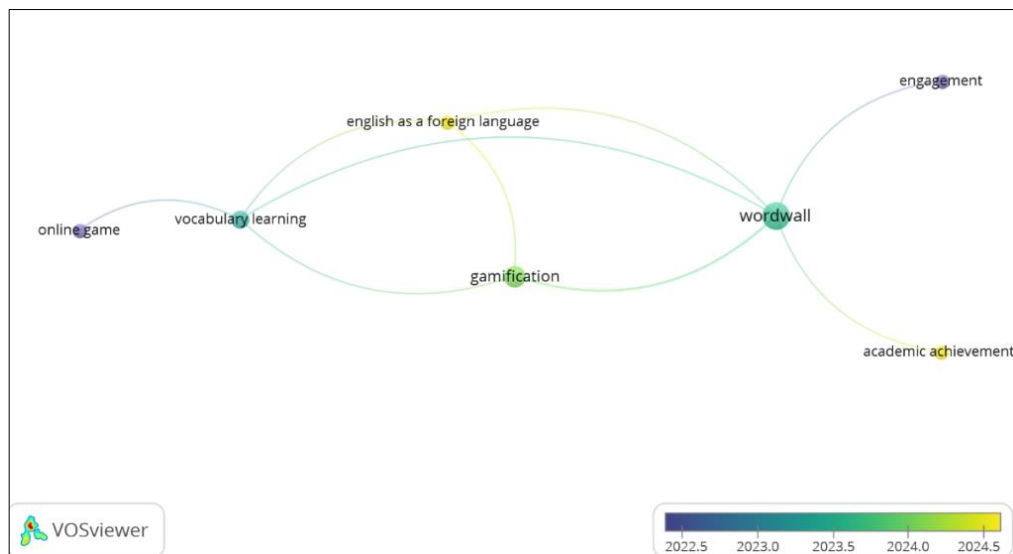 engagement
english as a foreign language
wordwall
vocabulary learning
online game
gamification
academic achievement
VOSviewer
2022.5 2023.0 2023.5 2024.0 2024.5